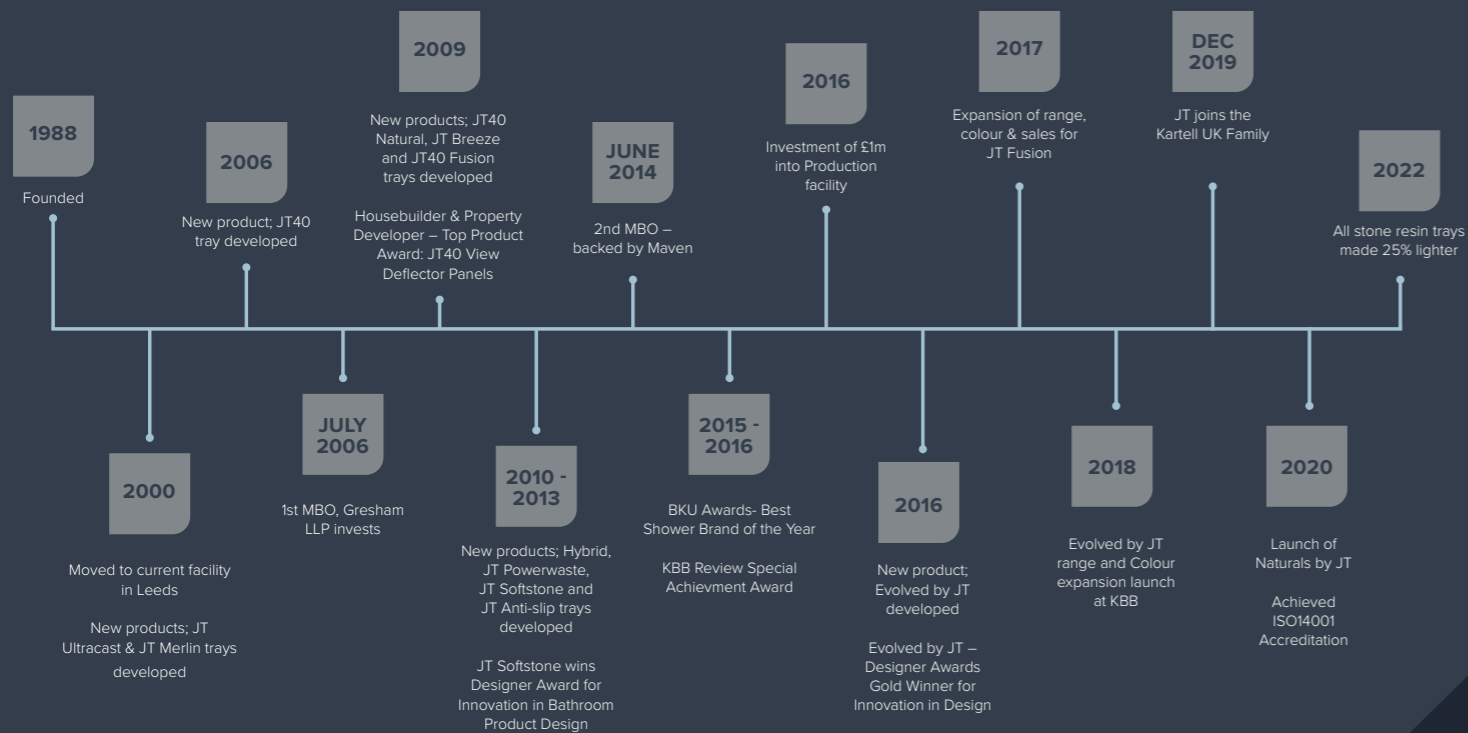 1988
Founded
2000
Moved to current facility
in Leeds
New products; JT
Ultracast & JT Merlin trays
developed
2006
New product; JT40
tray developed
JULY
2006
1st MBO, Gresham
LLP invests
2009
New products; JT40
Natural, JT Breeze
and JT40 Fusion
trays developed
Housebuilder & Property
Developer – Top Product
Award: JT40 View
Deflector Panels
2010 -
2013
New products; Hybrid,
JT Powerwaste,
JT Softstone and
JT Anti-slip trays
developed
JT Softstone wins
Designer Award for
Innovation in Bathroom
Product Design
JUNE
2014
2nd MBO –
backed by Maven
2015 -
2016
BKU Awards- Best
Shower Brand of the Year
KBB Review Special
Achievment Award
2016
Investment of £1m
into Production
facility
2016
New product;
Evolved by JT
developed
Evolved by JT –
Designer Awards
Gold Winner for
Innovation in Design
2017
Expansion of range,
colour & sales for
JT Fusion
2018
Evolved by JT
range and Colour
expansion launch
at KBB
DEC
2019
JT joins the
Kartell UK Family
2020
Launch of
Naturals by JT
Achieved
ISO14001
Accreditation
2022
All stone resin trays
made 25% lighter